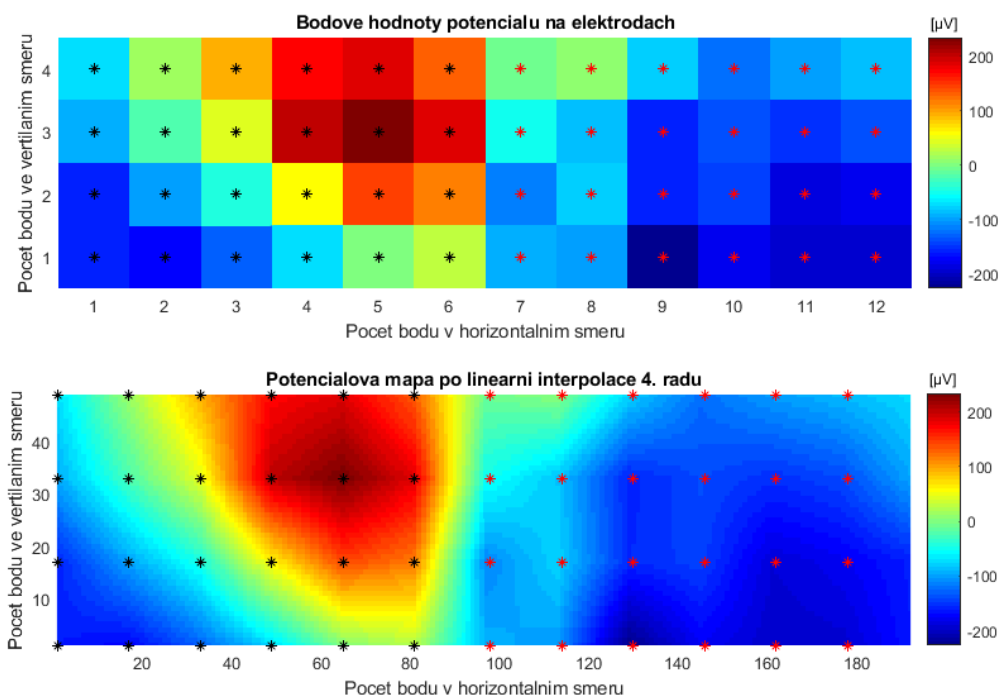 Bodove hodnoty potencialu na elektrodach
[µV]
Pocet bodu ve vertilanim smeru
4
3
2
1
1 2 3 4 5 6 7 8 9 10 11 12
Pocet bodu v horizontalnim smeru
200
100
0
-100
-200
Potencialova mapa po linearni interpolace 4. radu
[µV]
Pocet bodu ve vertilanim smeru
40
30
20
10
20 40 60 80 100 120 140 160 180
Pocet bodu v horizontalnim smeru
200
100
0
-100
-200